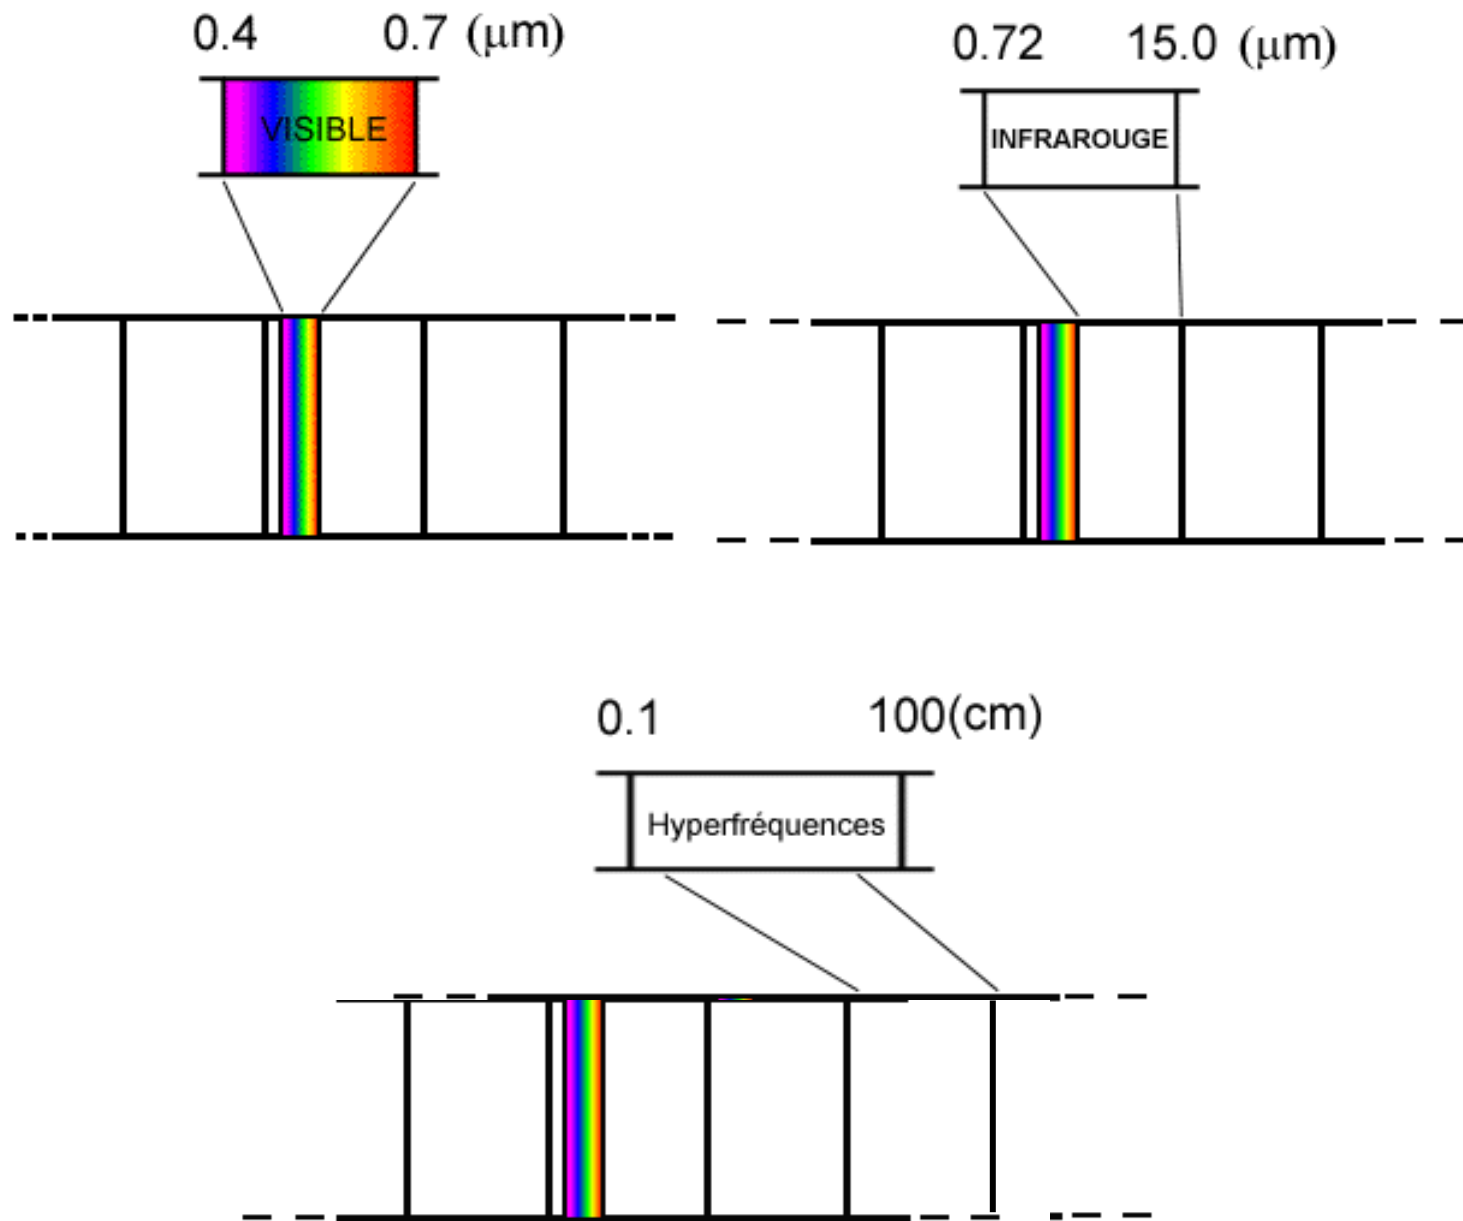 0.4 0.7 (μm)
VISIBLE
0.72 15.0 (μm)
INFRAROUGE
0.1 100(cm)
Hyperfréquences